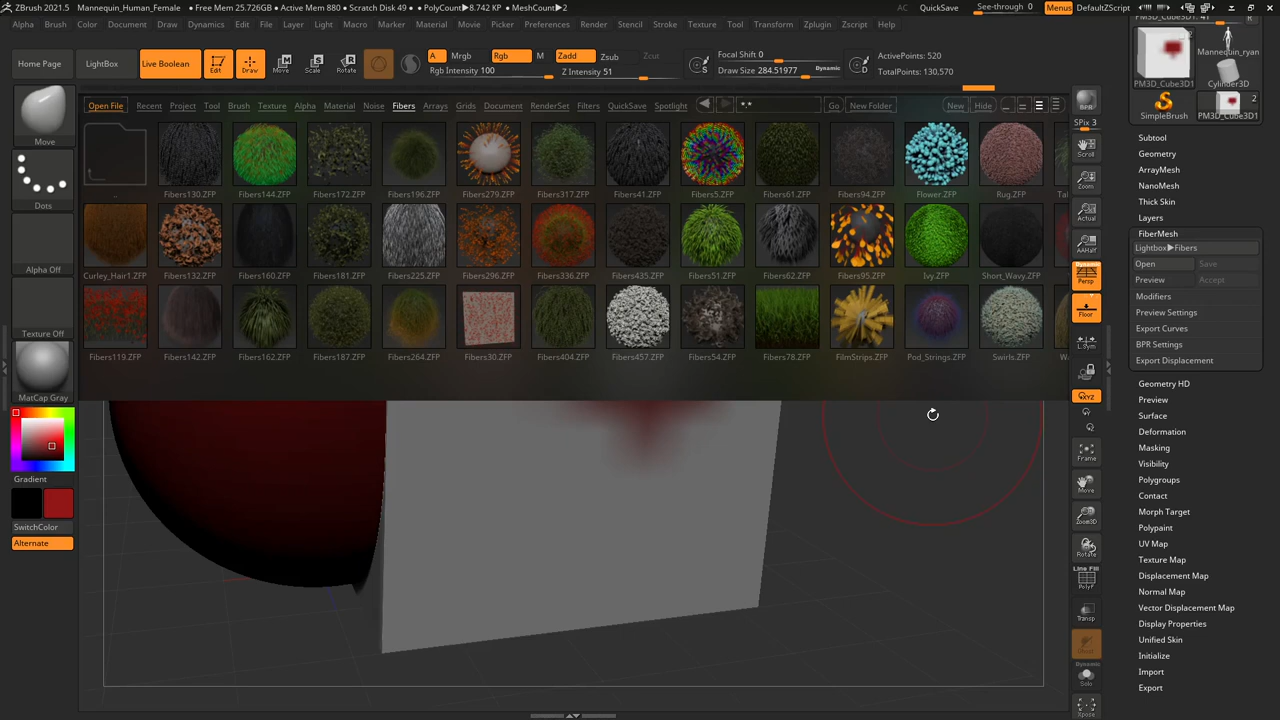 ZBrush 2021.5 Mannequin_Human_Female • Free Mem 25.726GB • Active Mem 880 • Scratch Disk 49 • PolyCount▶8.742 KP • MeshCount▶2 AC QuickSave See-through 0 Menus DefaultZScript
Alpha Brush Color Document Draw Dynamics Edit File Layer Light Macro Marker Material Movie Picker Preferences Render Stencil Stroke Texture Tool Transform Zplugin Zscript Help
Home Page LightBox Live Boolean Edit Draw Move Scale Rotate
A Mrgb Rgb M Zadd Zsub Zcut
Rgb Intensity 100 Z Intensity 51
S Focal Shift 0
Draw Size 284.51977 Dynamic D
ActivePoints: 520
TotalPoints: 130,570
Open File Recent Project Tool Brush Texture Alpha Material Noise Fibers Arrays Grids Document RenderSet Filters QuickSave Spotlight *.* Go New Folder New Hide
Move
Dots
Alpha Off
Texture Off
MatCap Gray
Gradient
SwitchColor
Alternate
.. Fibers130.ZFP Fibers144.ZFP Fibers172.ZFP Fibers196.ZFP Fibers279.ZFP Fibers317.ZFP Fibers41.ZFP Fibers5.ZFP Fibers61.ZFP Fibers94.ZFP Flower.ZFP Rug.ZFP
Curley_Hair1.ZFP Fibers132.ZFP Fibers160.ZFP Fibers181.ZFP Fibers225.ZFP Fibers296.ZFP Fibers336.ZFP Fibers435.ZFP Fibers51.ZFP Fibers62.ZFP Fibers95.ZFP Ivy.ZFP Short_Wavy.ZFP
Fibers119.ZFP Fibers142.ZFP Fibers162.ZFP Fibers187.ZFP Fibers264.ZFP Fibers30.ZFP Fibers404.ZFP Fibers457.ZFP Fibers54.ZFP Fibers78.ZFP FilmStrips.ZFP Pod_Strings.ZFP Swirls.ZFP
BPR
SPix 3
Scroll
Zoom
Actual
AAHalf
Dynamic
Persp
Floor
L.Sym
XYZ
Frame
Move
Zoom3D
Rotate
Line Fill
PolyF
Transp
Ghost
Dynamic
Solo
Xpose
R
2
Mannequin_ryan
PM3D_Cube3D1 Cylinder3D
2
SimpleBrush PM3D_Cube3D1
Subtool
Geometry
ArrayMesh
NanoMesh
Thick Skin
Layers
FiberMesh
Lightbox▶Fibers
Open Save
Preview Accept
Modifiers
Preview Settings
Export Curves
BPR Settings
Export Displacement
Geometry HD
Preview
Surface
Deformation
Masking
Visibility
Polygroups
Contact
Morph Target
Polypaint
UV Map
Texture Map
Displacement Map
Normal Map
Vector Displacement Map
Display Properties
Unified Skin
Initialize
Import
Export